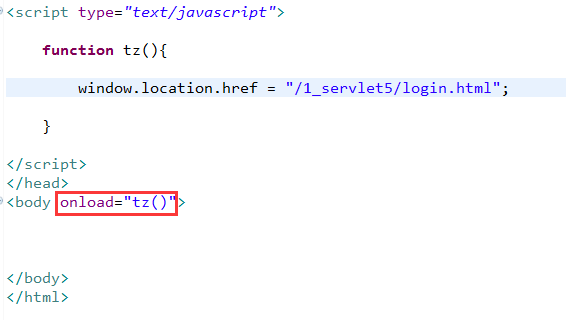 <script type="text/javascript">
function tz(){
window.location.href = "/1_servlet5/login.html";
}
</script>
</head>
<body onload="tz()">
</body>
</html>